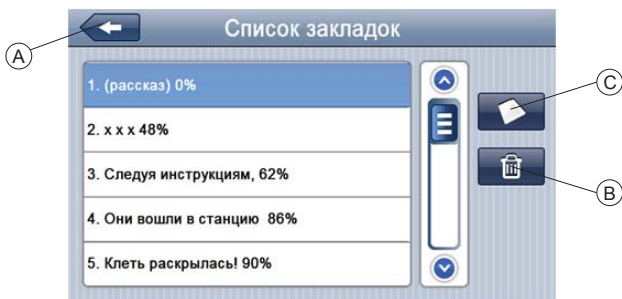 Список закладок
A
1. (рассказ) 0%
C
2. x x x 48%
3. Следуя инструкциям, 62%
B
4. Они вошли в станцию 86%
5. Клеть раскрылась! 90%